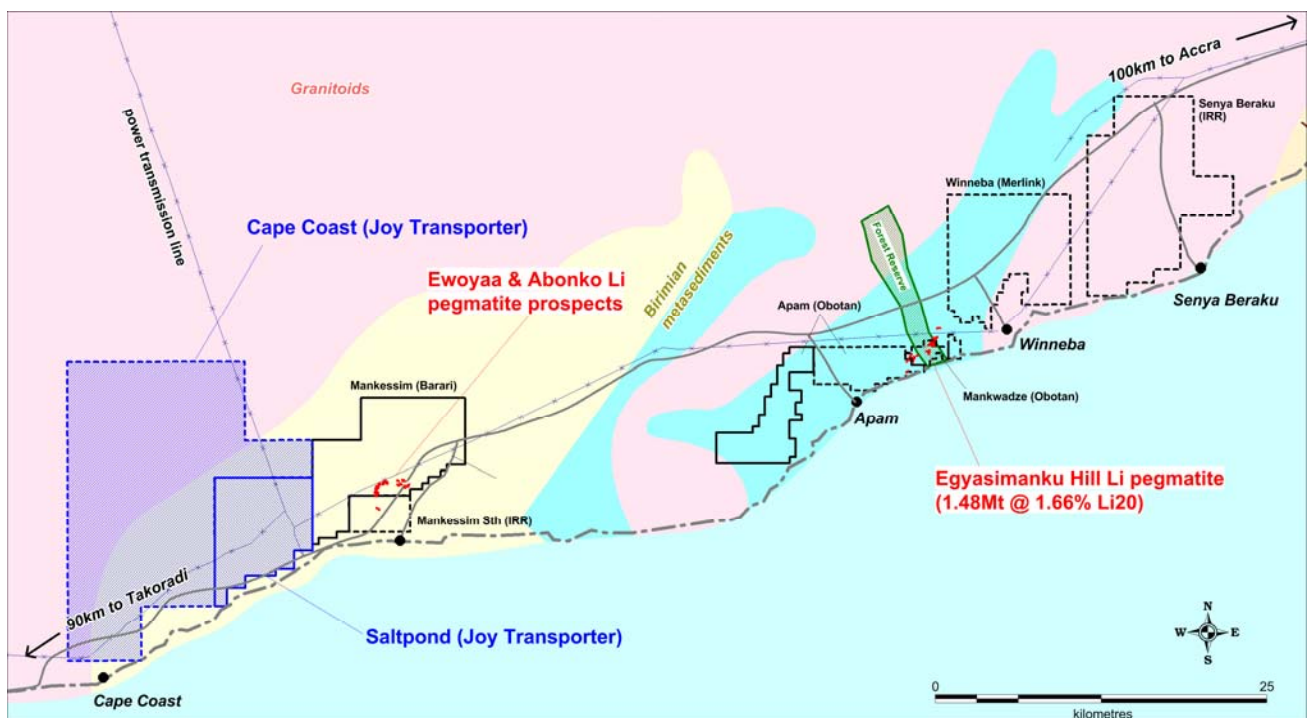 100km to Accra
Granitoids
Senya Beraku
(IRR)
power transmission line
Winneba (Merlink)
Cape Coast (Joy Transporter)
Forest Reserve
Birimian
metasediments
Ewoyaa & Abonko Li
pegmatite prospects
Senya Beraku
Apam (Obotan)
Winneba
Mankessim (Barari)
Mankwadze (Obotan)
Apam
Egyasimanku Hill Li pegmatite
(1.48Mt @ 1.66% Li20)
Mankessim Sth (IRR)
90km to Takoradi
Saltpond (Joy Transporter)
N
W E
S
Cape Coast
0 25
kilometres